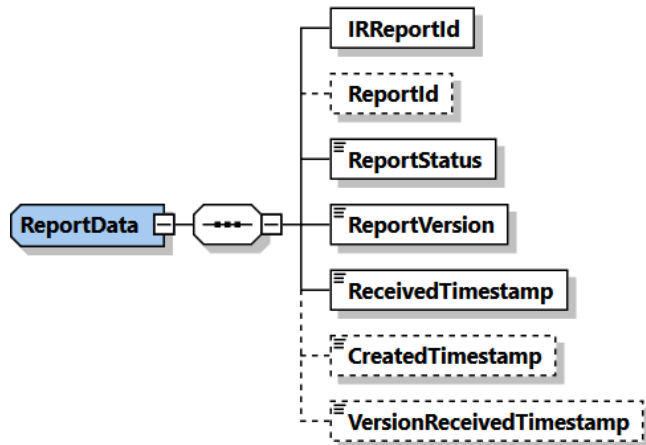 IRReportId
ReportId
ReportStatus
ReportData
ReportVersion
ReceivedTimestamp
CreatedTimestamp
VersionReceivedTimestamp